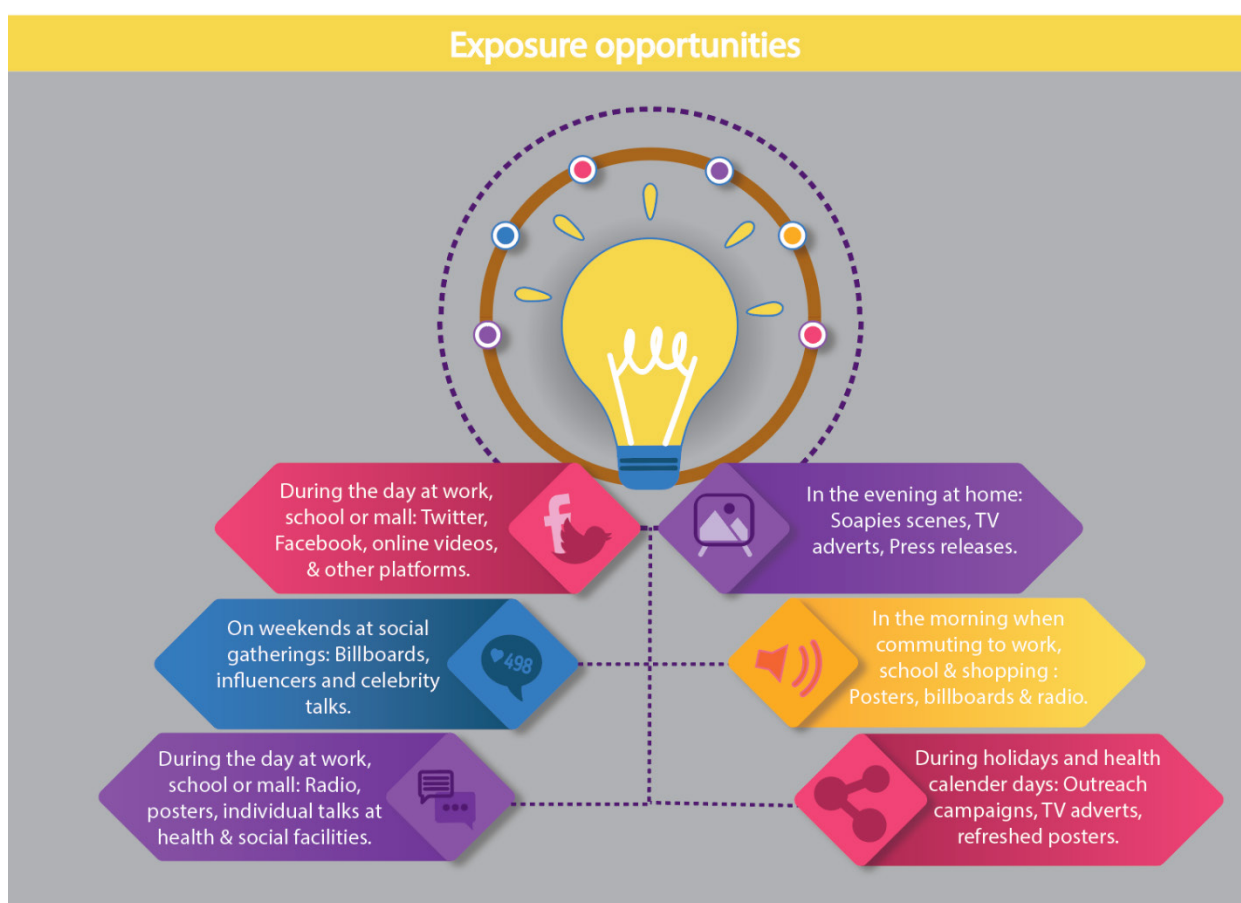 Exposure opportunities
During the day at work,
school or mall: Twitter,
Facebook, online videos,
& other platforms.
In the evening at home:
Soapies scenes, TV
adverts, Press releases.
On weekends at social
gatherings: Billboards,
influencers and celebrity
talks.
498
In the morning when
commuting to work,
school & shopping :
Posters, billboards & radio.
During the day at work,
school or mall: Radio,
posters, individual talks at
health & social facilities.
During holidays and health
calender days: Outreach
campaigns, TV adverts,
refreshed posters.